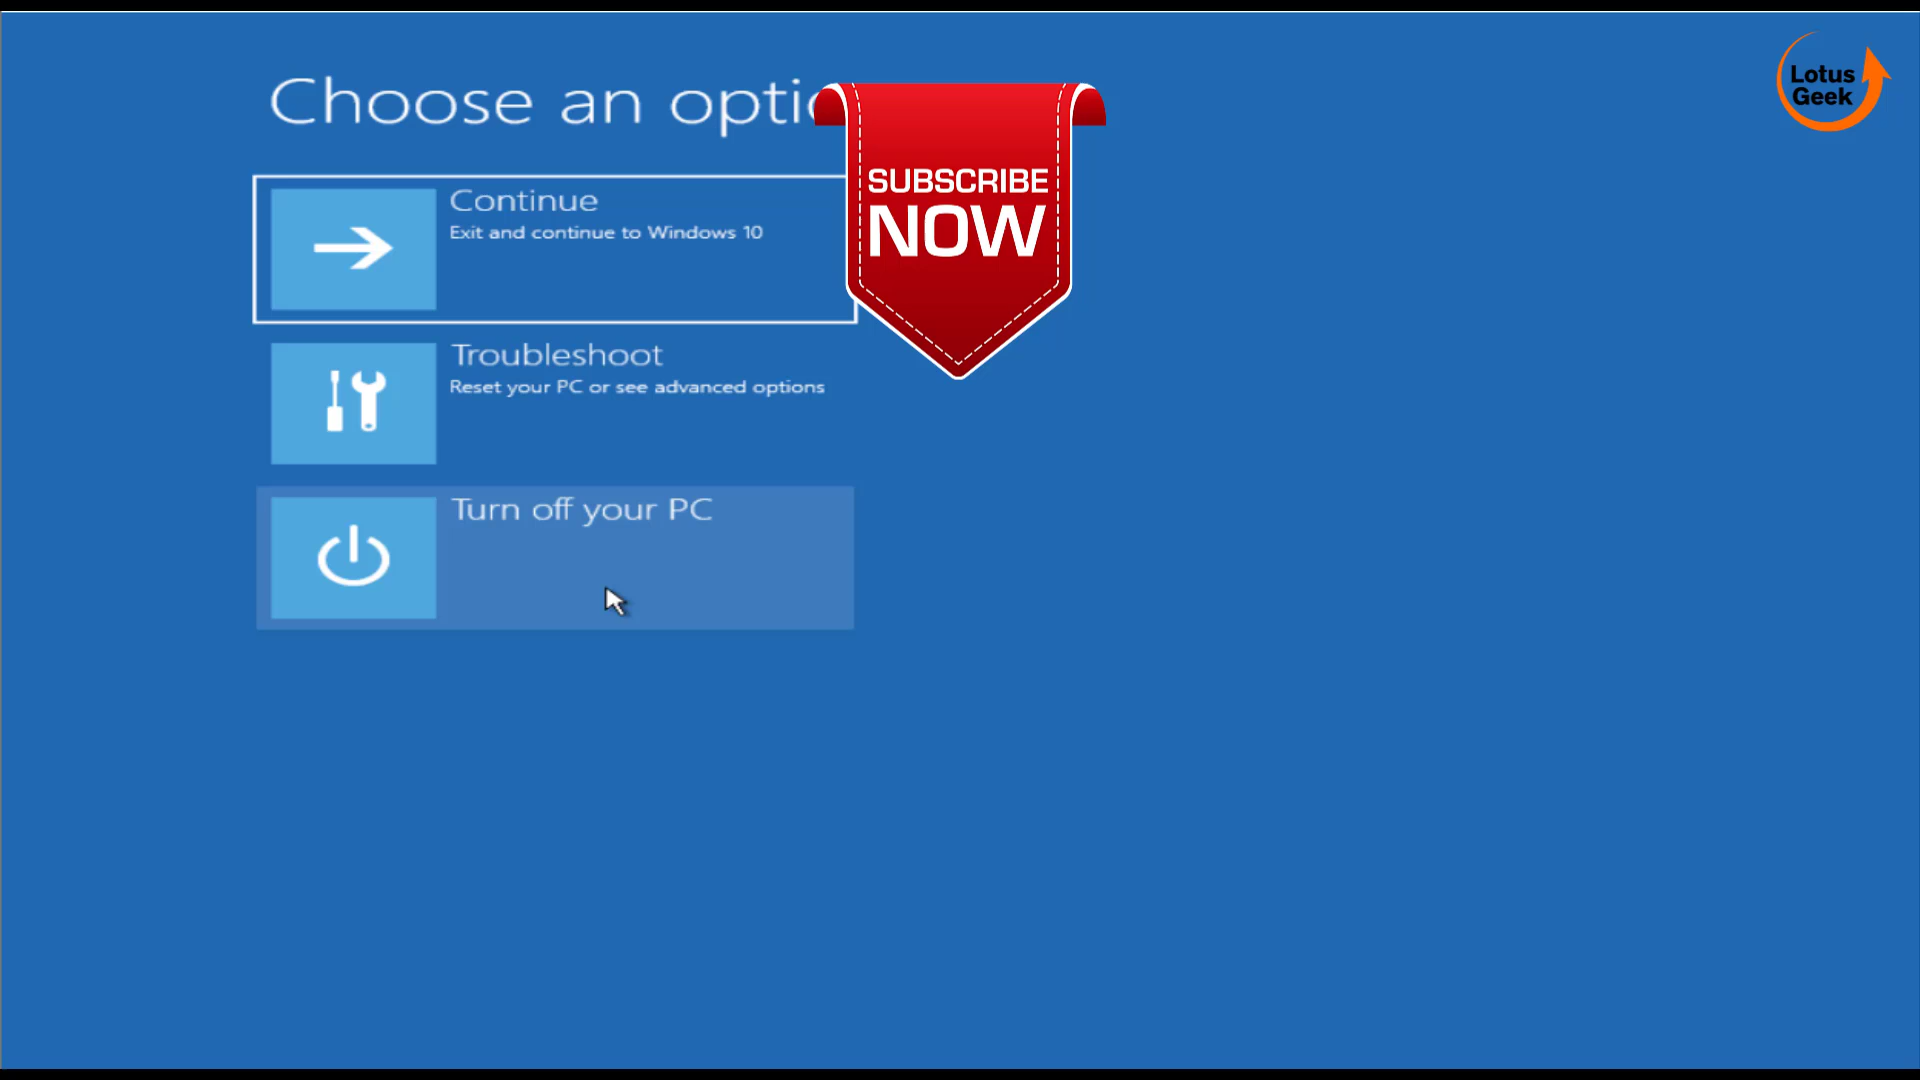 Choose an optio
SUBSCRIBE
NOW
Continue
Exit and continue to Windows 10
Troubleshoot
Reset your PC or see advanced options
Turn off your PC
Lotus
Geek